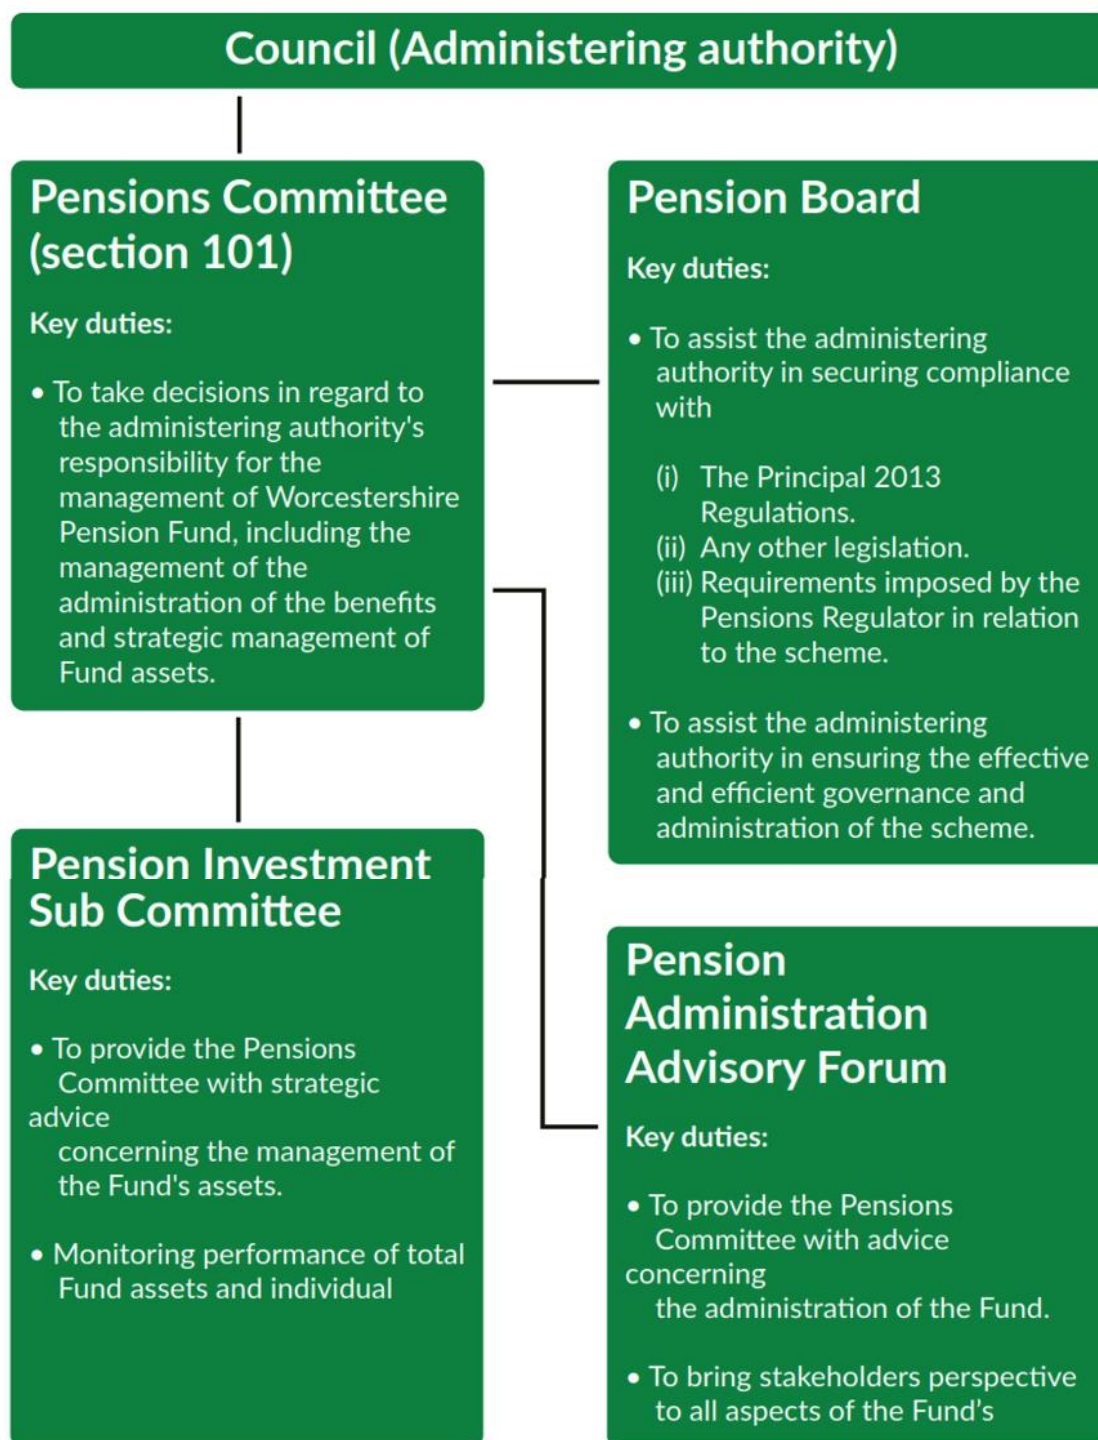 Council (Administering authority)
Pensions Committee
(section 101)
Key duties:
• To take decisions in regard to
the administering authority's
responsibility for the
management of Worcestershire
Pension Fund, including the
management of the
administration of the benefits
and strategic management of
Fund assets.
Pension Board
Key duties:
• To assist the administering
authority in securing compliance
with
(i) The Principal 2013
Regulations.
(ii) Any other legislation.
(iii) Requirements imposed by the
Pensions Regulator in relation
to the scheme.
• To assist the administering
authority in ensuring the effective
and efficient governance and
administration of the scheme.
Pension Investment
Sub Committee
Key duties:
• To provide the Pensions
Committee with strategic
advice
concerning the management of
the Fund's assets.
• Monitoring performance of total
Fund assets and individual
Pension
Administration
Advisory Forum
Key duties:
• To provide the Pensions
Committee with advice
concerning
the administration of the Fund.
• To bring stakeholders perspective
to all aspects of the Fund’s